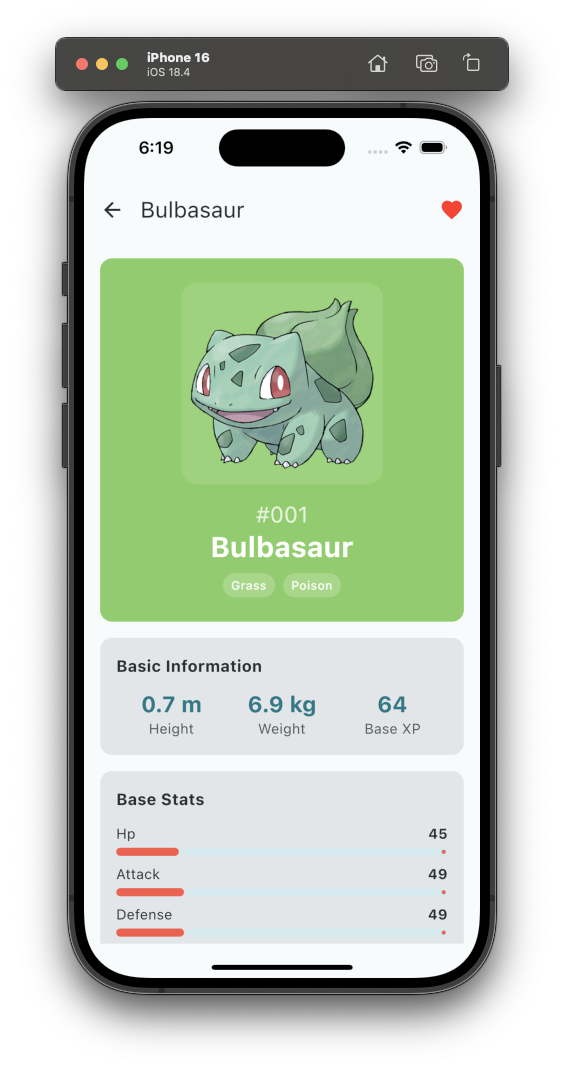 iPhone 16
iOS 18.4
6:19
Bulbasaur
#001
Bulbasaur
Grass Poison
Basic Information
0.7 m 6.9 kg 64
Height Weight Base XP
Base Stats
Hp 45
Attack 49
Defense 49